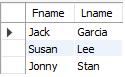 Fname Lname
Jack Garcia
Susan Lee
Jonny Stan